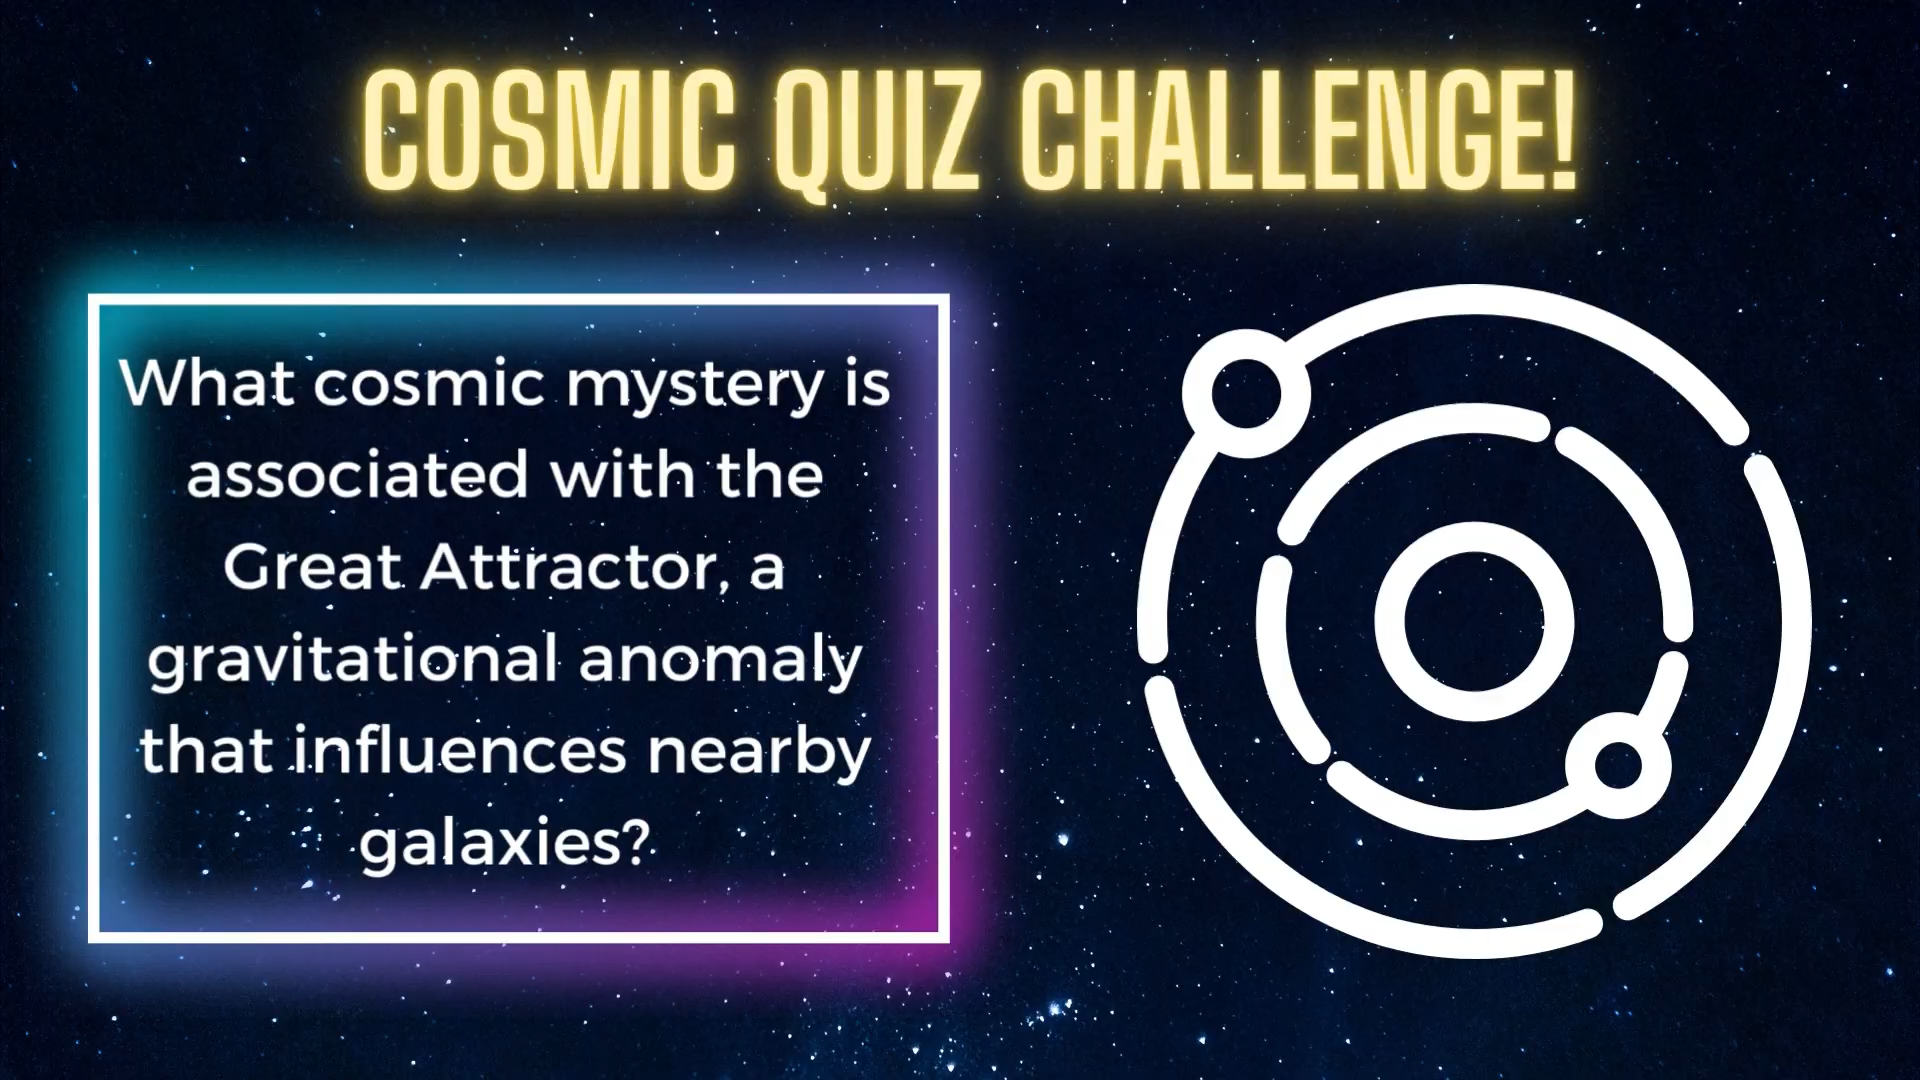 COSMIC QUIZ CHALLENGE!
What cosmic mystery is
associated with the
Great Attractor, a
gravitational anomaly
that influences nearby
galaxies?